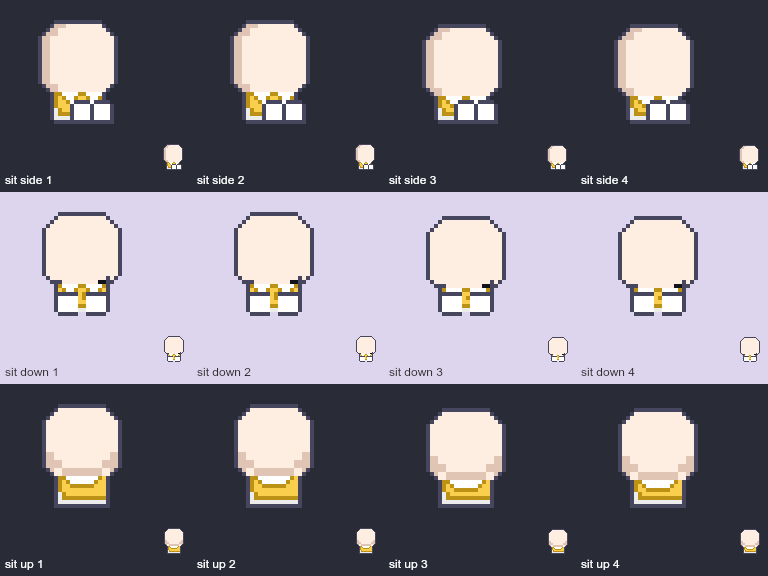 sit side 1
sit side 2
sit side 3
sit side 4
sit down 1
sit down 2
sit down 3
sit down 4
sit up 1
sit up 2
sit up 3
sit up 4